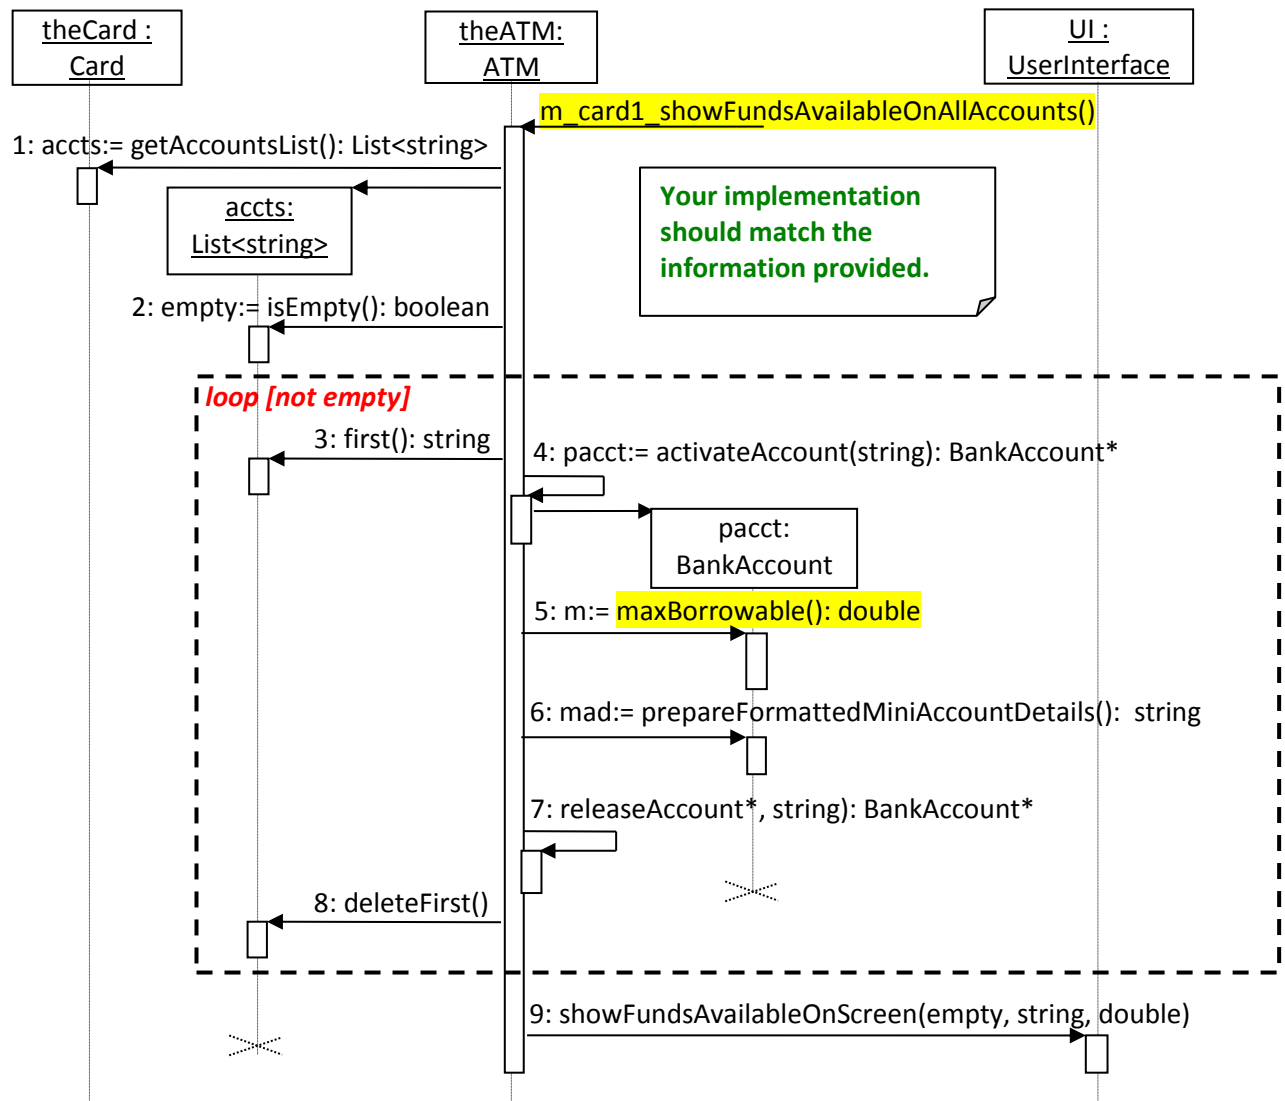 theCard :
Card
theATM:
ATM
UI :
UserInterface
m_card1_showFundsAvailableOnAllAccounts()
1: accts:= getAccountsList(): List<string>
accts:
List<string>
Your implementation
should match the
information provided.
2: empty:= isEmpty(): boolean
loop [not empty]
3: first(): string
4: pacct:= activateAccount(string): BankAccount*
pacct:
BankAccount
5: m:= maxBorrowable(): double
6: mad:= prepareFormattedMiniAccountDetails():  string
7: releaseAccount*, string): BankAccount*
8: deleteFirst()
9: showFundsAvailableOnScreen(empty, string, double)